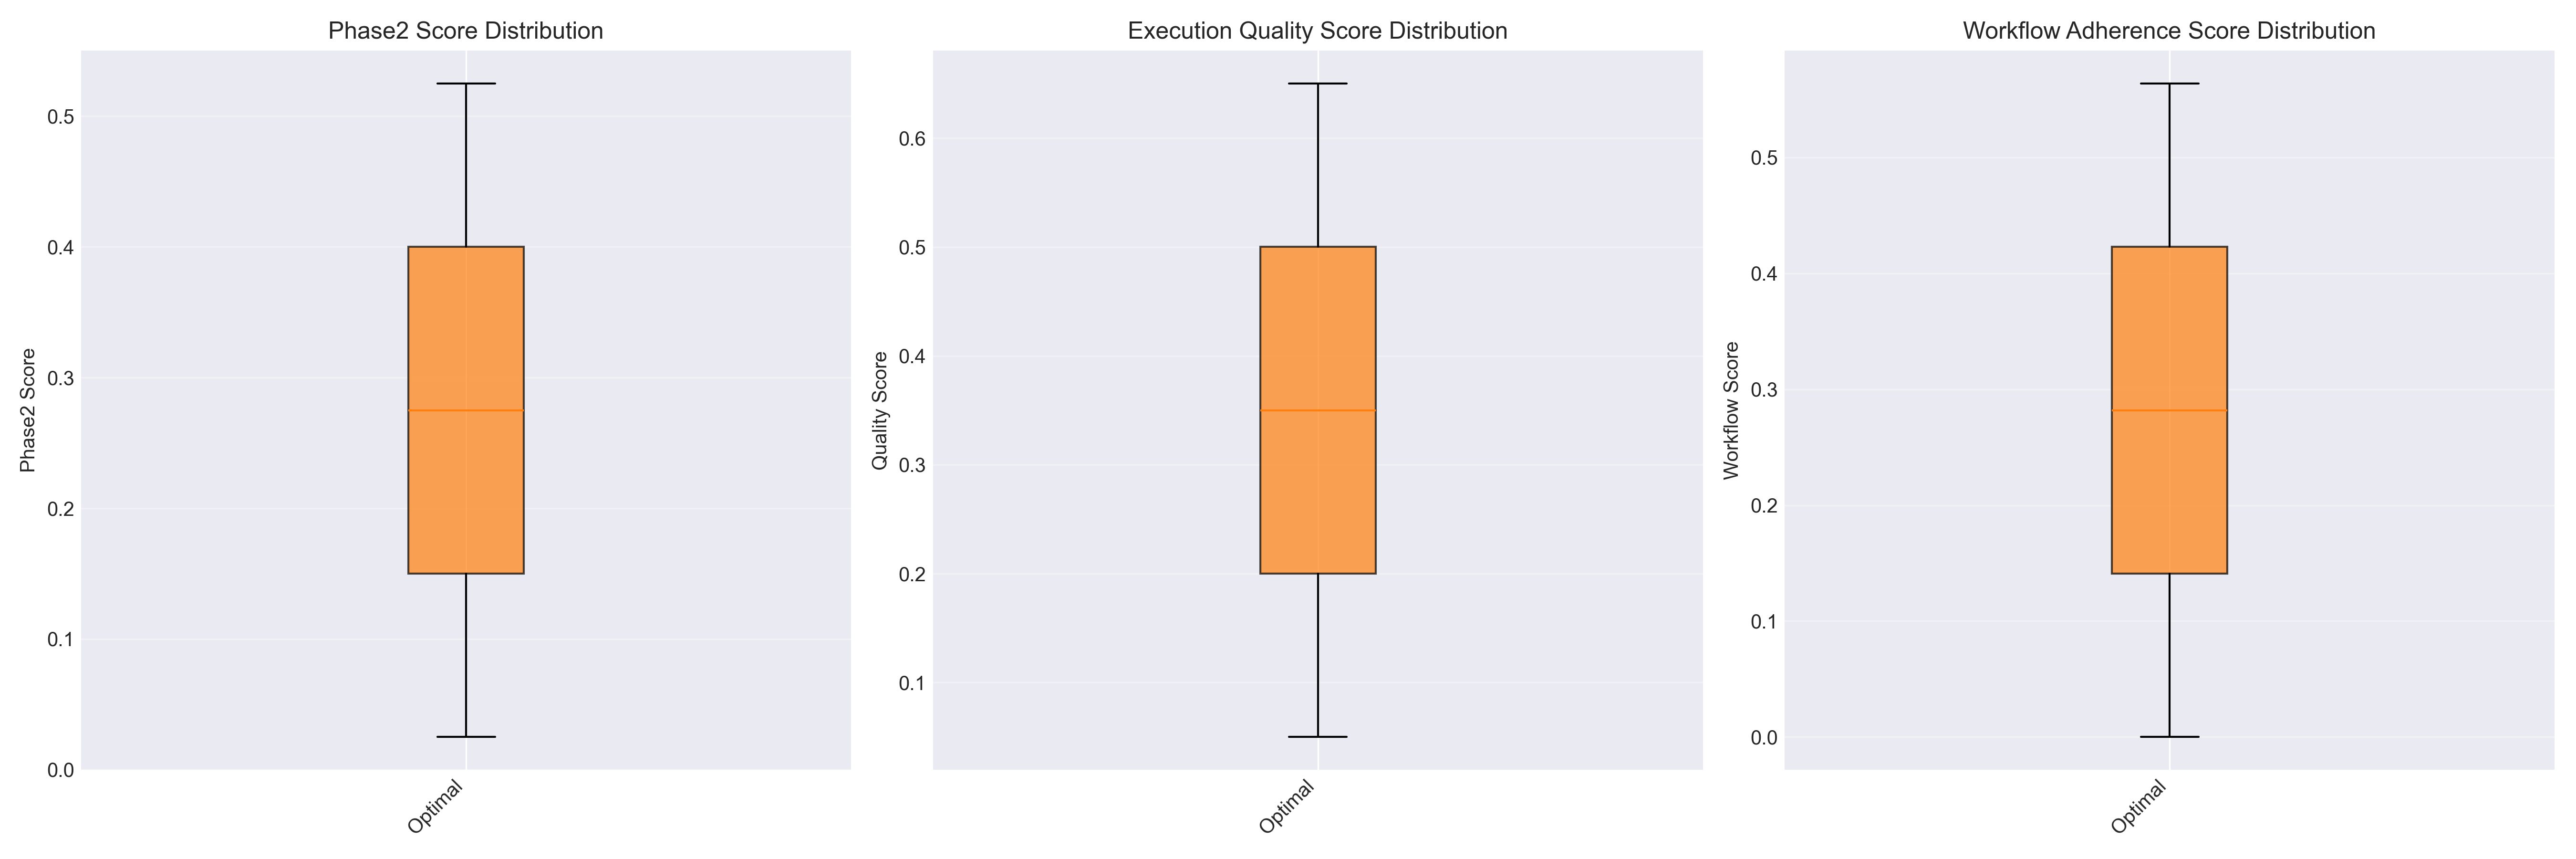 Phase2 Score Distribution
Phase2 Score
0.5
0.4
0.3
0.2
0.1
0.0
Optimal
Execution Quality Score Distribution
Quality Score
0.6
0.5
0.4
0.3
0.2
0.1
Optimal
Workflow Adherence Score Distribution
Workflow Score
0.5
0.4
0.3
0.2
0.1
0.0
Optimal